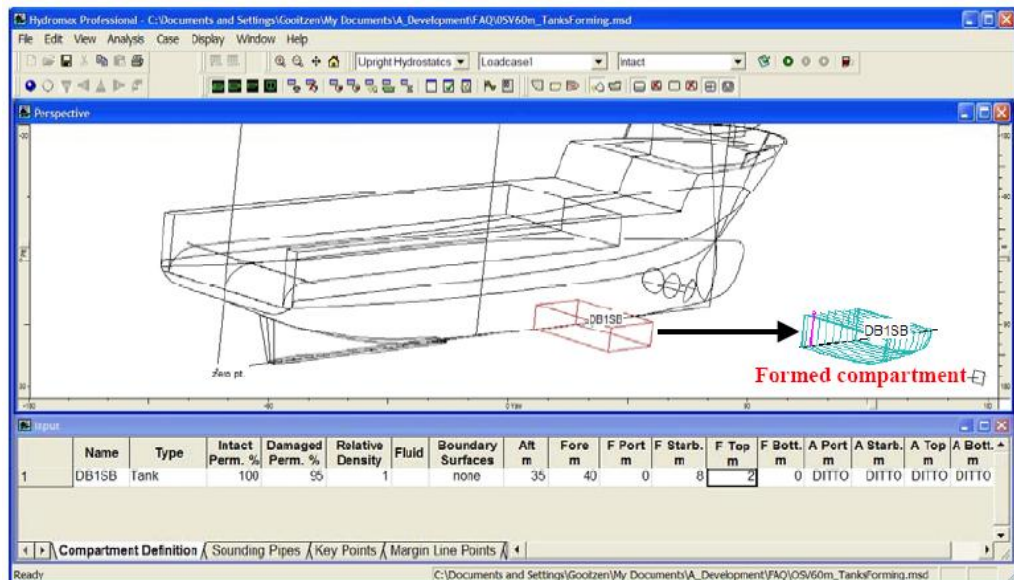 Hydromax Professional - C:\Documents and Settings\Gooitzen\My Documents\A_Development\FAQ\OSV60m_TanksForming.msd
File Edit View Analysis Case Display Window Help
Upright Hydrostatics Loadcase1 Intact
Perspective
DB1SB
DB1SB
Formed compartment
Zero pt.
Input
Name Type Intact Perm. % Damaged Perm. % Relative Density Fluid Boundary Surfaces Aft m Fore m F Port m F Starb. m F Top m F Bott. m A Port m A Starb. m A Top m A Bott. m
1 DB1SB Tank 100 95 1 none 35 40 0 8 2 0 DITTO DITTO DITTO DITTO
Compartment Definition Sounding Pipes Key Points Margin Line Points
Ready C:\Documents and Settings\Gooitzen\My Documents\A_Development\FAQ\OSV60m_TanksForming.msd